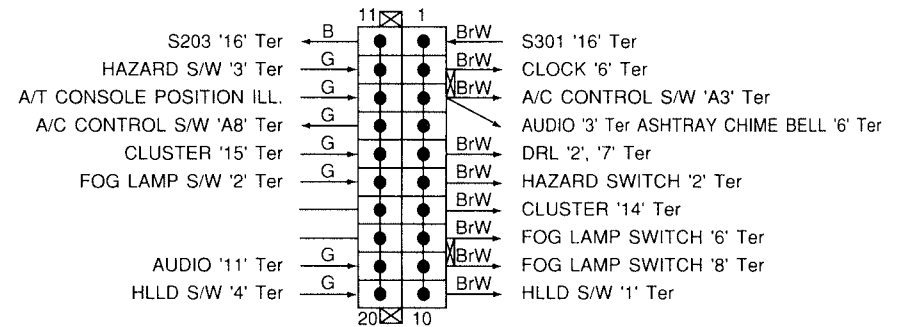 11 1
S203 '16' Ter B BrW S301 '16' Ter
HAZARD S/W '3' Ter G BrW CLOCK '6' Ter
A/T CONSOLE POSITION ILL. G BrW A/C CONTROL S/W 'A3' Ter
A/C CONTROL S/W 'A8' Ter G AUDIO '3' Ter ASHTRAY CHIME BELL '6' Ter
CLUSTER '15' Ter G BrW DRL '2', '7' Ter
FOG LAMP S/W '2' Ter G BrW HAZARD SWITCH '2' Ter
BrW CLUSTER '14' Ter
BrW FOG LAMP SWITCH '6' Ter
AUDIO '11' Ter G BrW FOG LAMP SWITCH '8' Ter
HLLD S/W '4' Ter G BrW HLLD S/W '1' Ter
20 10